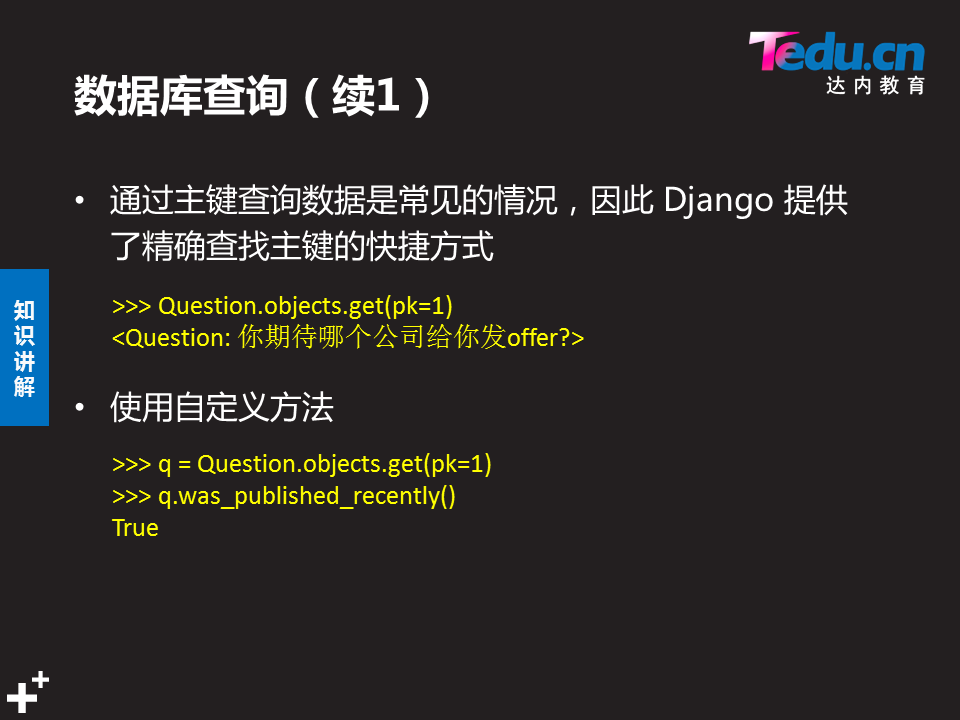 Tedu.cn
达内教育
数据库查询（续1）
• 通过主键查询数据是常见的情况，因此 Django 提供
了精确查找主键的快捷方式
>>> Question.objects.get(pk=1)
<Question: 你期待哪个公司给你发offer?>
知
识
讲
解
• 使用自定义方法
>>> q = Question.objects.get(pk=1)
>>> q.was_published_recently()
True